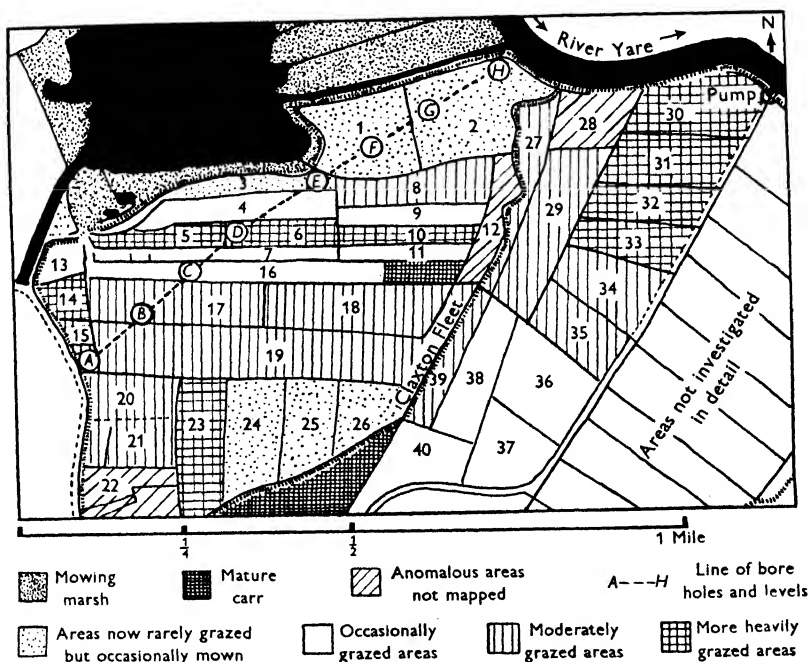 River Yare
N
Pump
1
2
3
4
5
6
7
8
9
10
11
12
13
14
15
16
17
18
19
20
21
22
23
24
25
26
27
28
29
30
31
32
33
34
35
36
37
38
39
40
A
B
C
D
E
F
G
H
Claxton Fleet
Areas not investigated
in detail
1/4
1/2
1 Mile
Mowing
marsh
Mature
carr
Anomalous areas
not mapped
A---H
Line of bore
holes and levels
Areas now rarely grazed
but occasionally mown
Occasionally
grazed areas
Moderately
grazed areas
More heavily
grazed areas